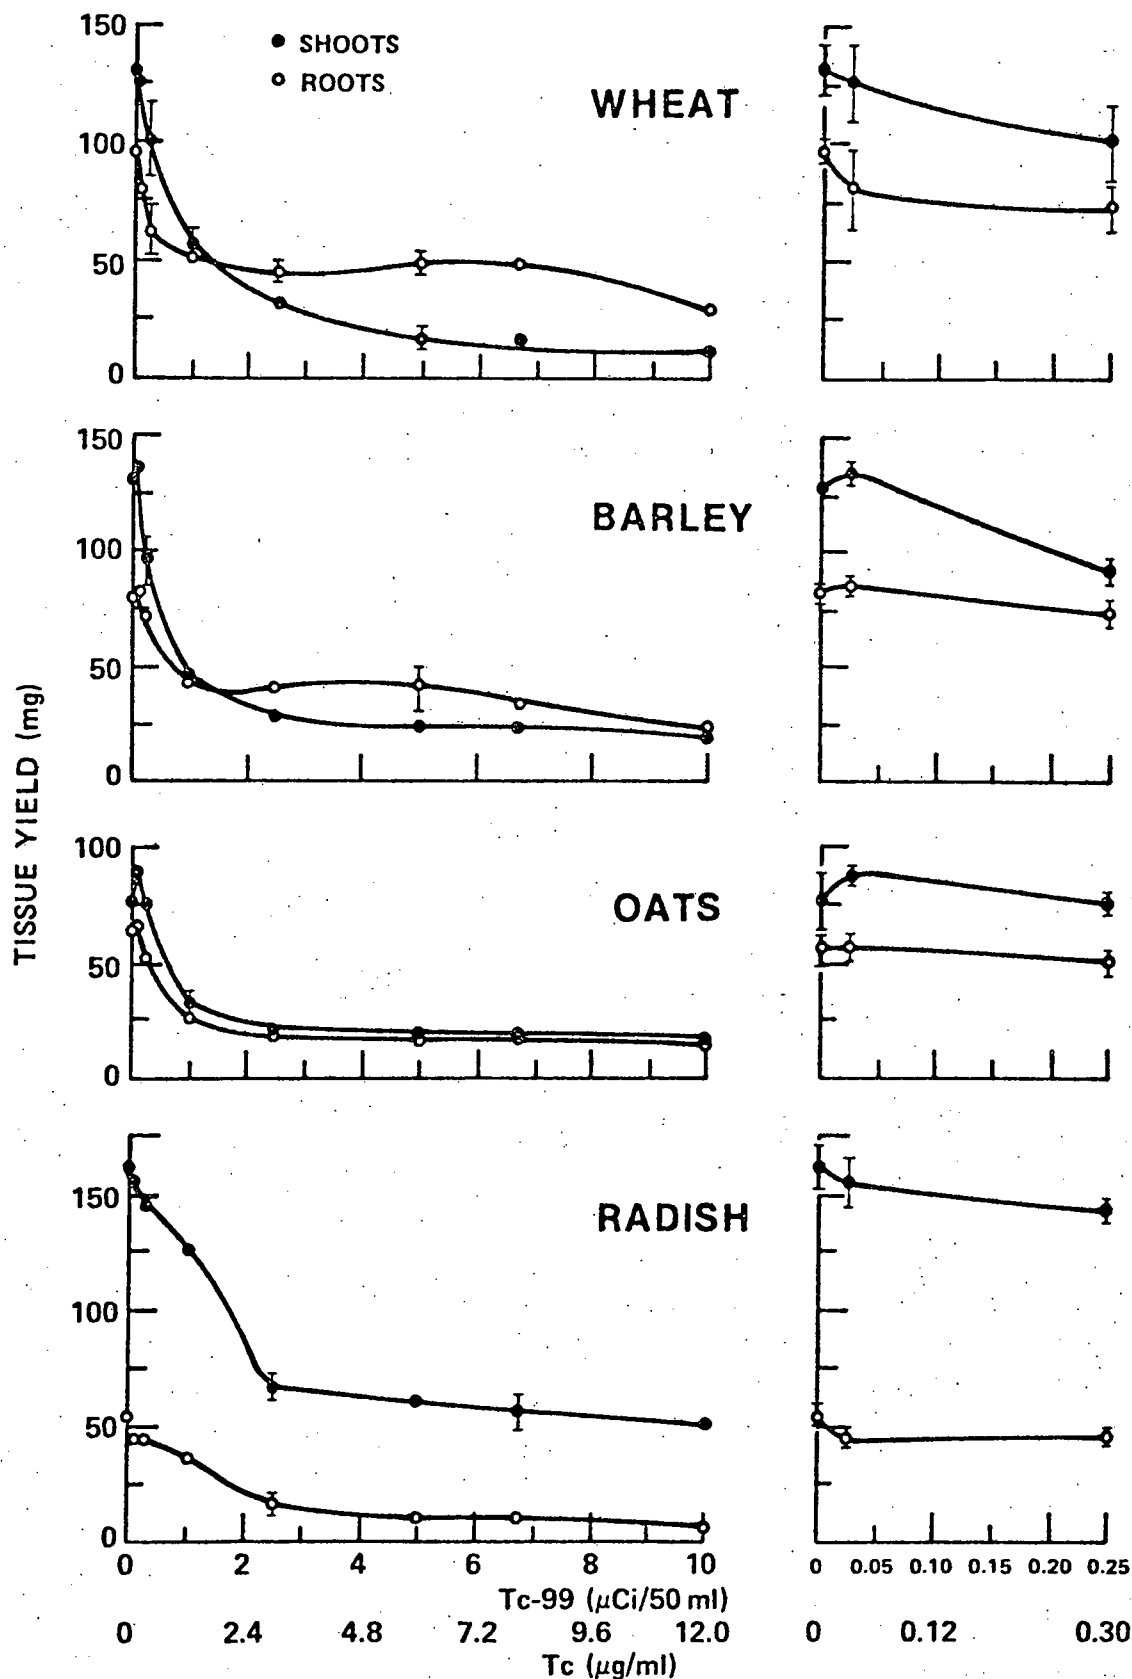 150
● SHOOTS
○ ROOTS
WHEAT
100
50
0
150
BARLEY
100
50
0
TISSUE YIELD (mg)
100
OATS
50
0
RADISH
150
100
50
0
0 2 4 6 8 10
0 0.05 0.10 0.15 0.20 0.25
Tc-99 (μCi/50 ml)
0 2.4 4.8 7.2 9.6 12.0
0 0.12 0.30
Tc (μg/ml)